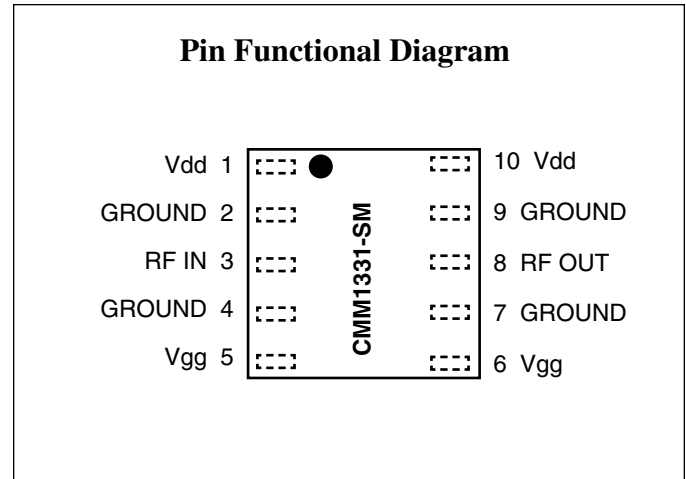 Pin Functional Diagram
Vdd 1
10 Vdd
GROUND 2
9 GROUND
RF IN 3
8 RF OUT
GROUND 4
7 GROUND
Vgg 5
6 Vgg
CMM1331-SM